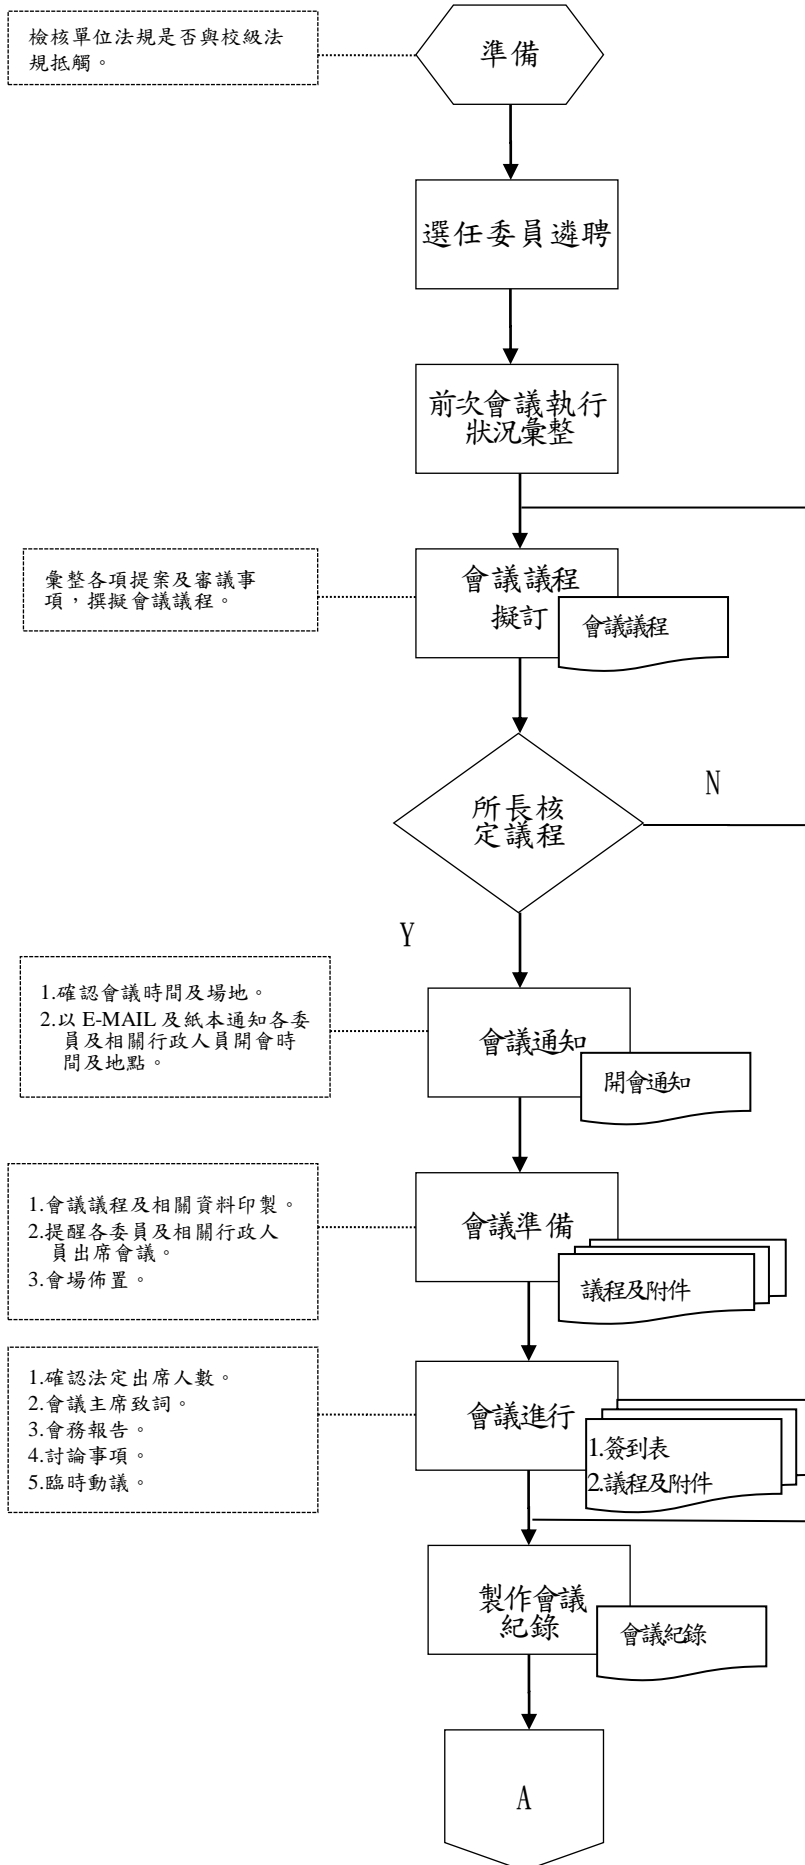 檢核單位法規是否與校級法
規抵觸。
準備
選任委員遴聘
前次會議執行
狀況彙整
彙整各項提案及審議事
項，撰擬會議議程。
會議議程
擬訂
會議議程
所長核
定議程
N
Y
1.確認會議時間及場地。
2.以 E-MAIL 及紙本通知各委
員及相關行政人員開會時
間及地點。
會議通知
開會通知
1.會議議程及相關資料印製。
2.提醒各委員及相關行政人
員出席會議。
3.會場佈置。
會議準備
議程及附件
1.確認法定出席人數。
2.會議主席致詞。
3.會務報告。
4.討論事項。
5.臨時動議。
會議進行
1.簽到表
2.議程及附件
製作會議
紀錄
會議紀錄
A